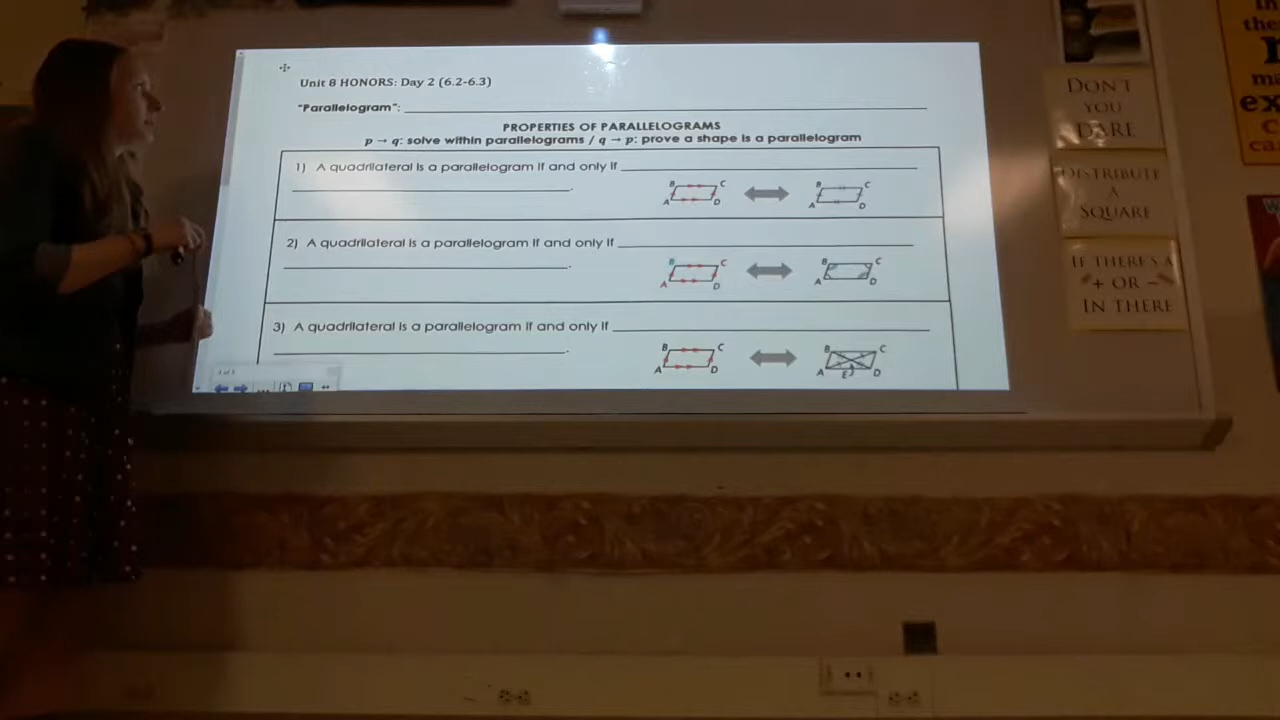 Unit 8 HONORS: Day 2 (6.2-6.3)
"Parallelogram":
PROPERTIES OF PARALLELOGRAMS
p → q: solve within parallelograms / q → p: prove a shape is a parallelogram
1) A quadrilateral is a parallelogram if and only if
.
B C A D
B C A D
2) A quadrilateral is a parallelogram if and only if
.
B C A D
B C A D
3) A quadrilateral is a parallelogram if and only if
.
B C A D
B C A E D
DON'T
YOU
DARE
DISTRIBUTE
A
SQUARE
IF THERE'S A
+ OR -
IN THERE